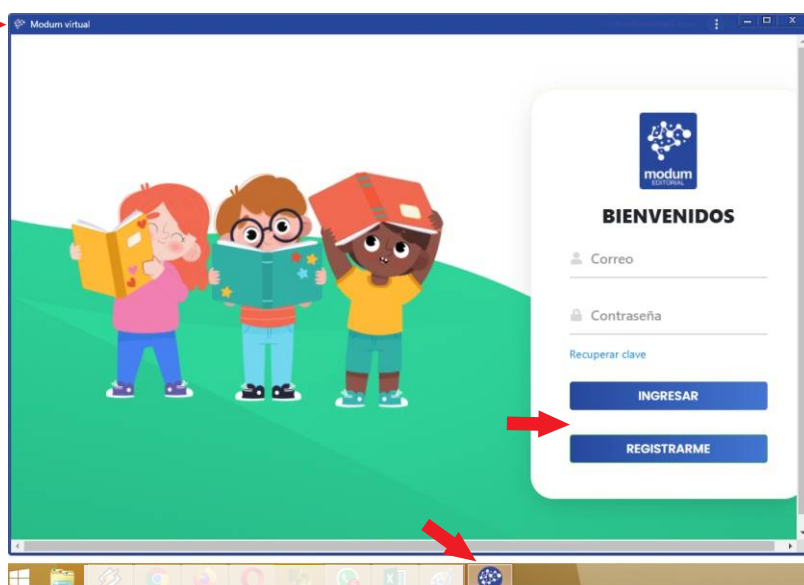 Modum virtual
modum
EDITORIAL
BIENVENIDOS
Correo
Contraseña
Recuperar clave
INGRESAR
REGISTRARME